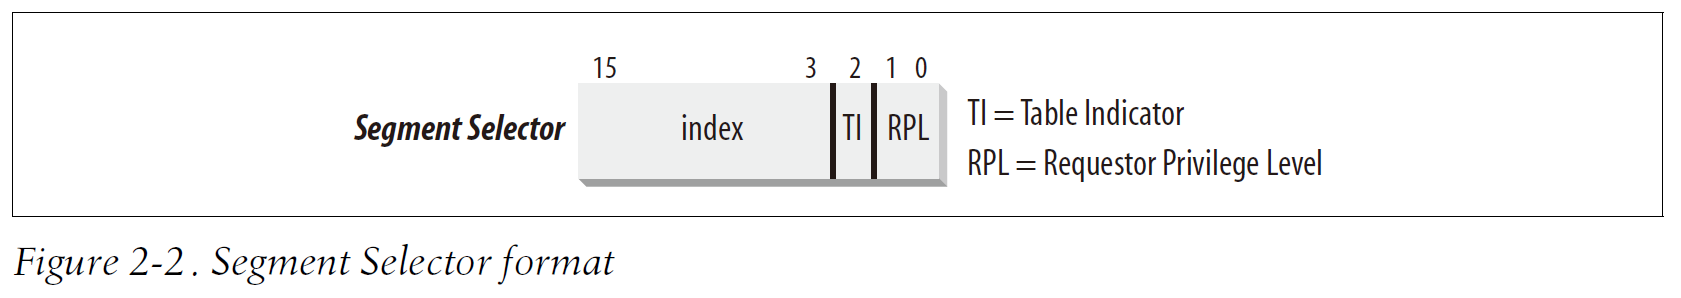 15 3 2 1 0
Segment Selector index TI RPL
TI = Table Indicator
RPL = Requestor Privilege Level
Figure 2-2. Segment Selector format